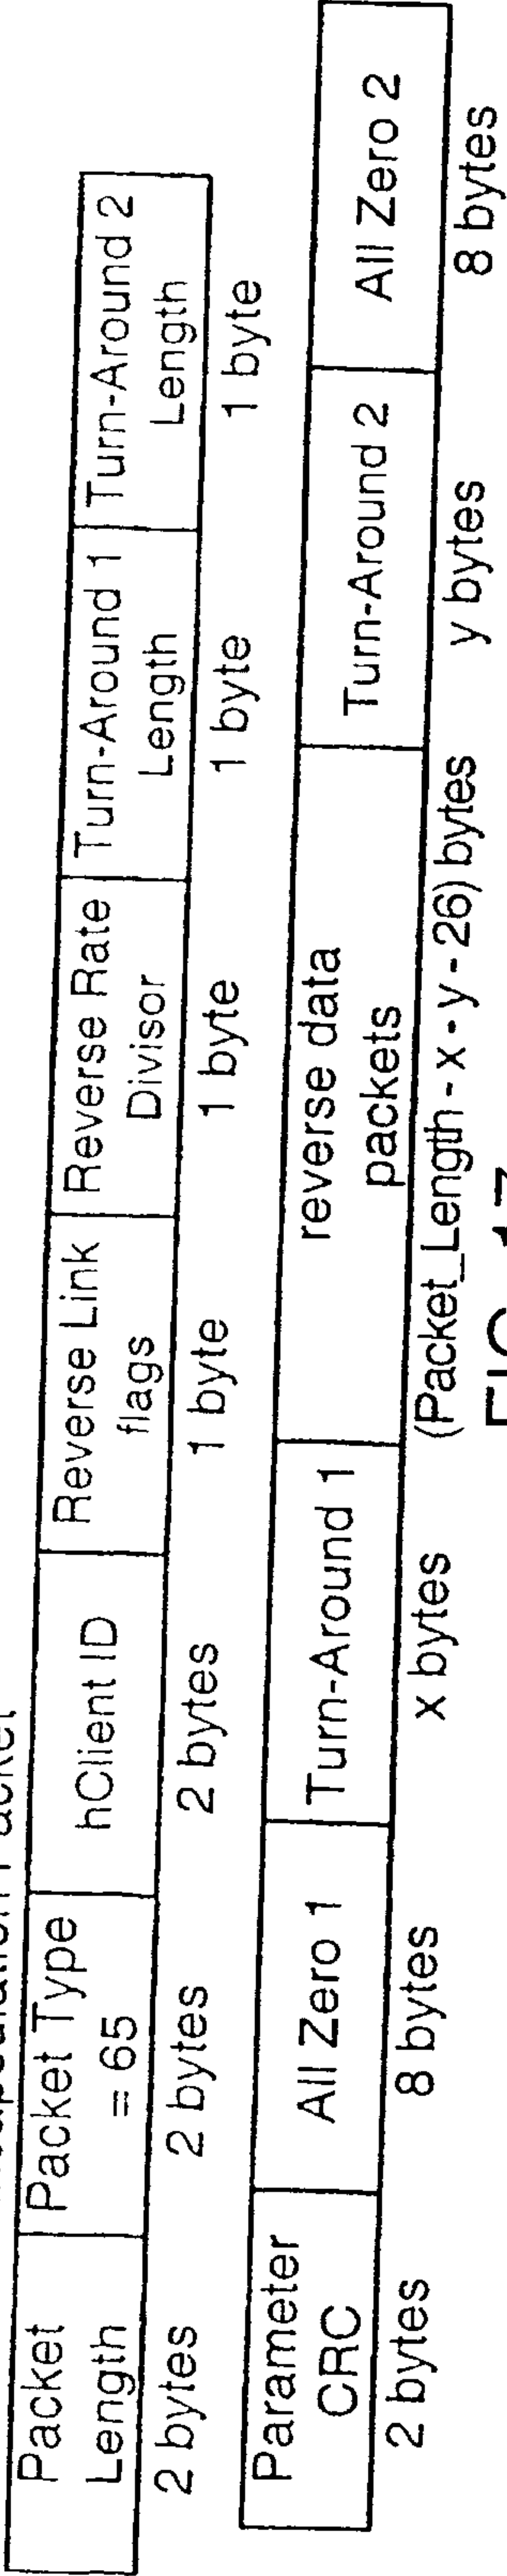 Packet Length
Packet Type = 65
hClient ID
Reverse Link flags
Reverse Rate Divisor
Turn-Around 1 Length
Turn-Around 2 Length
2 bytes
2 bytes
2 bytes
1 byte
1 byte
1 byte
1 byte
Parameter CRC
All Zero 1
Turn-Around 1
reverse data packets
Turn-Around 2
All Zero 2
2 bytes
8 bytes
x bytes
(Packet_Length - x - y - 26) bytes
y bytes
8 bytes